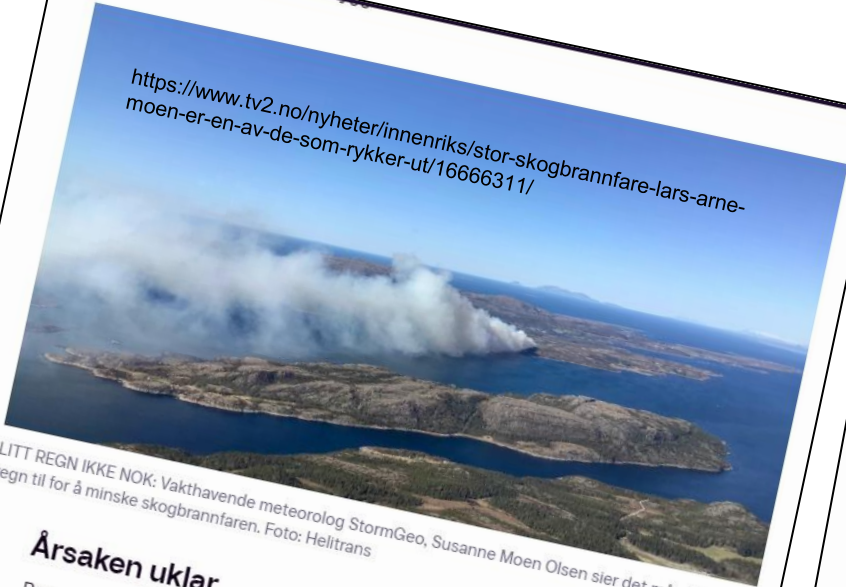 https://www.tv2.no/nyheter/innenriks/stor-skogbrannfare-lars-arne-
moen-er-en-av-de-som-rykker-ut/16666311/
LITT REGN IKKE NOK: Vakthavende meteorolog StormGeo, Susanne Moen Olsen sier det
egn til for å minske skogbrannfaren. Foto: Helitrans
Årsaken uklar